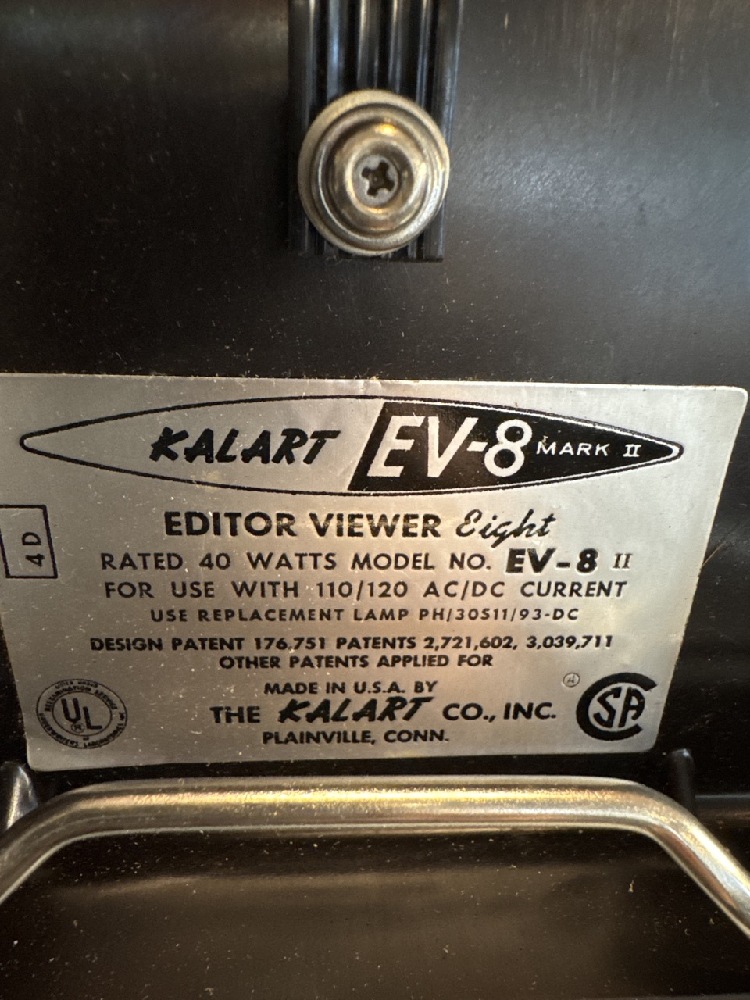 KALART EV-8 MARK II
EDITOR VIEWER Eight
RATED 40 WATTS MODEL NO. EV-8 II
FOR USE WITH 110/120 AC/DC CURRENT
USE REPLACEMENT LAMP PH/30S11/93-DC
DESIGN PATENT 176,751 PATENTS 2,721,602, 3,039,711
OTHER PATENTS APPLIED FOR
MADE IN U.S.A. BY
THE KALART CO., INC.
PLAINVILLE, CONN.
4D
UL
SA